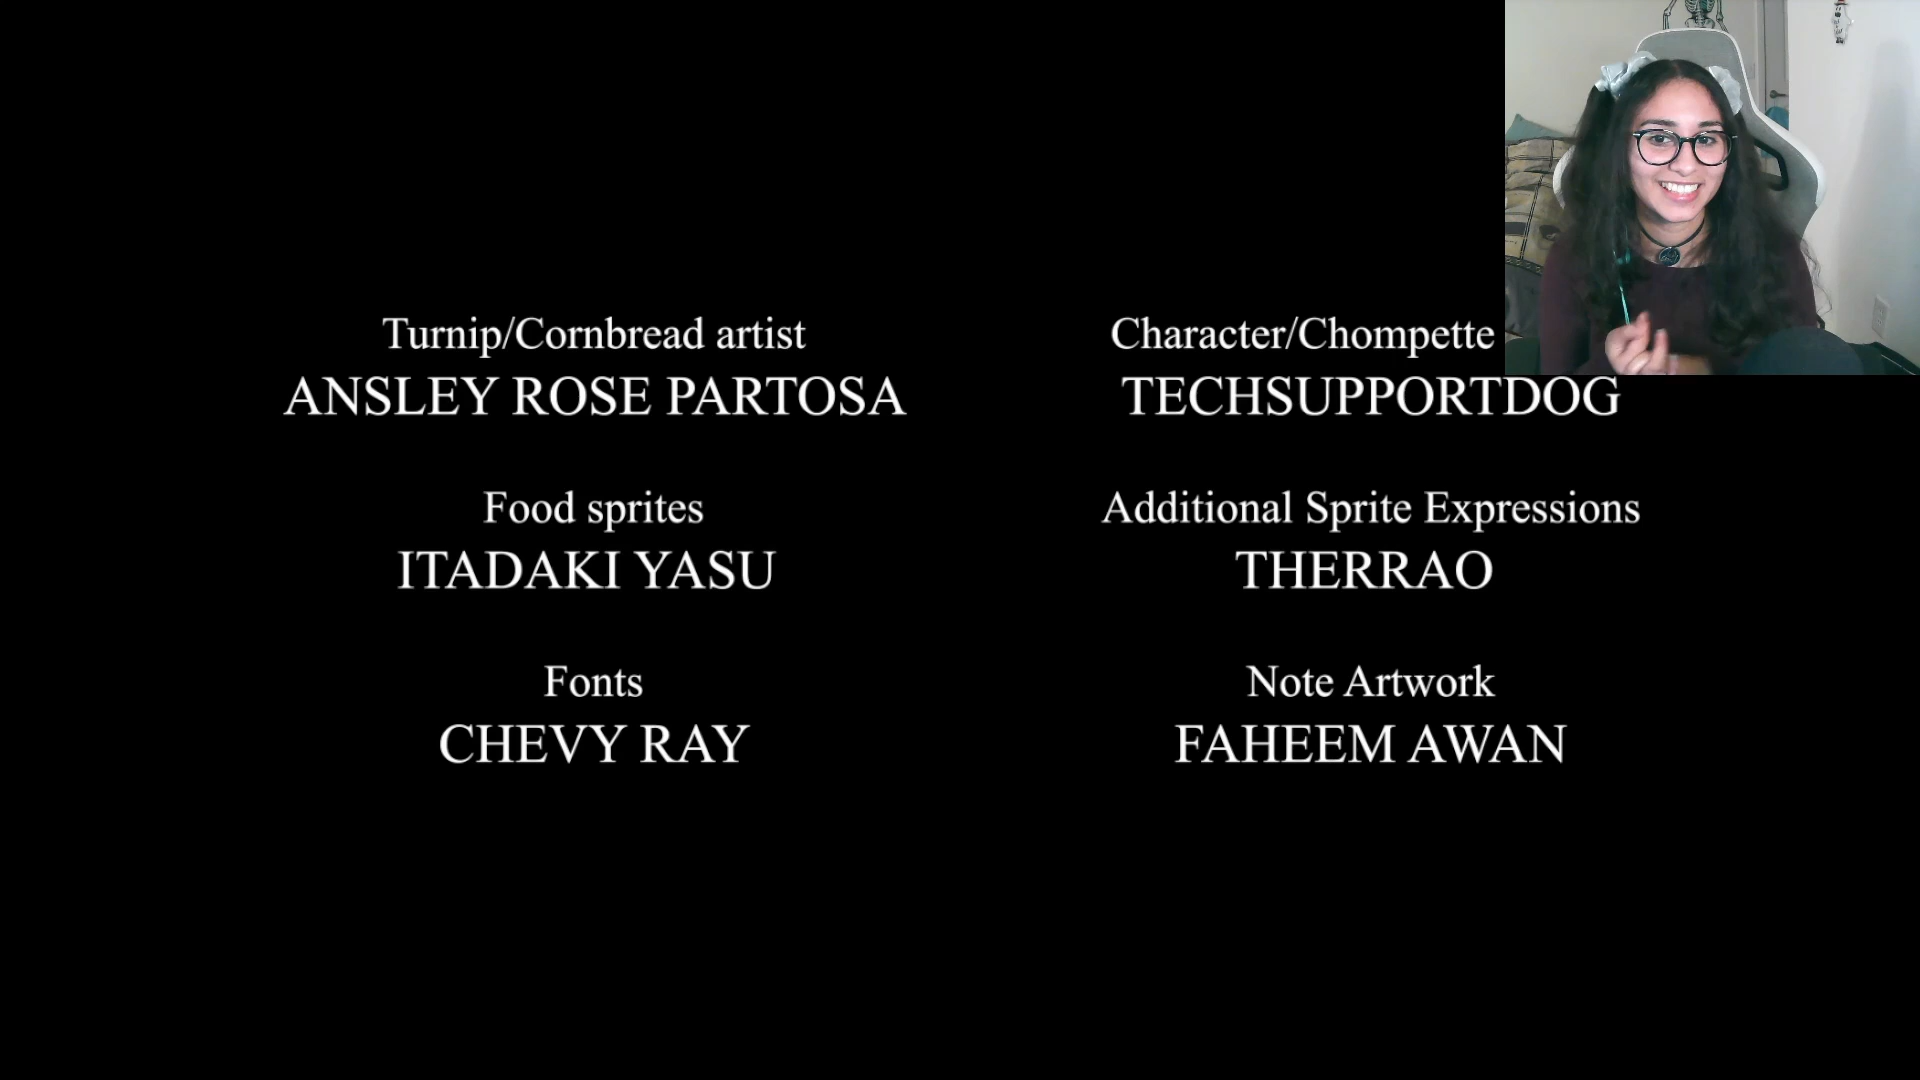 Turnip/Cornbread artist
ANSLEY ROSE PARTOSA
Character/Chompette
TECHSUPPORTDOG
Food sprites
ITADAKI YASU
Additional Sprite Expressions
THERRAO
Fonts
CHEVY RAY
Note Artwork
FAHEEM AWAN